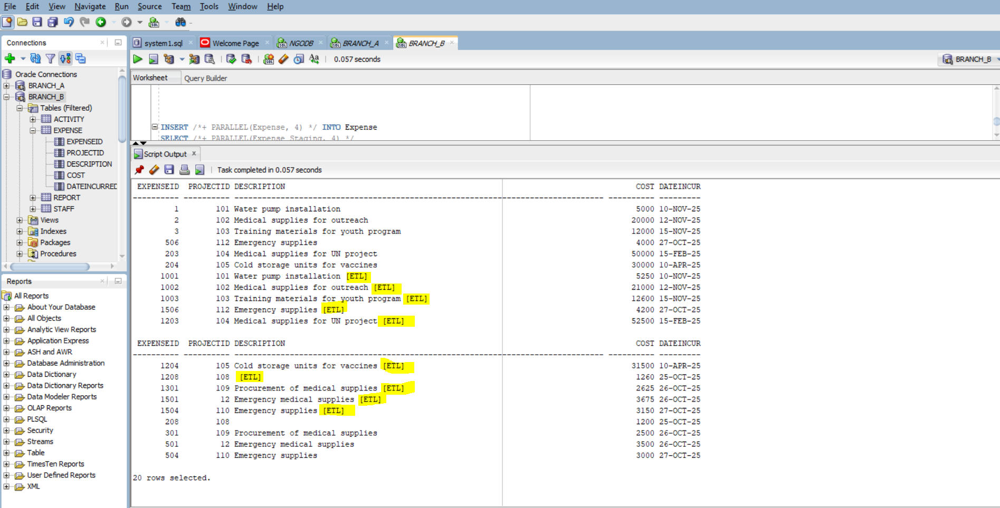 File Edit View Navigate Run Source Team Tools Window Help
Connections
system1.sql Welcome Page NGODB BRANCH_A BRANCH_B
0.057 seconds
BRANCH_B
Oracle Connections
BRANCH_A
BRANCH_B
Tables (Filtered)
ACTIVITY
EXPENSE
EXPENSEID
PROJECTID
DESCRIPTION
COST
DATEINCURRED
REPORT
STAFF
Views
Indexes
Packages
Procedures
Worksheet Query Builder
INSERT /*+ PARALLEL(Expense, 4) */ INTO Expense
SELECT /*+ PARALLEL(Expense_Staging, 4) */
Script Output
Task completed in 0.057 seconds
EXPENSEID PROJECTID DESCRIPTION COST DATEINCUR
---------- ---------- -------------------------------------------------------------------------------- ---------- ---------
1 101 Water pump installation 5000 10-NOV-25
2 102 Medical supplies for outreach 20000 12-NOV-25
3 103 Training materials for youth program 12000 15-NOV-25
506 112 Emergency supplies 4000 27-OCT-25
203 104 Medical supplies for UN project 50000 15-FEB-25
204 105 Cold storage units for vaccines 30000 10-APR-25
1001 101 Water pump installation [ETL] 5250 10-NOV-25
1002 102 Medical supplies for outreach [ETL] 21000 12-NOV-25
1003 103 Training materials for youth program [ETL] 12600 15-NOV-25
1506 112 Emergency supplies [ETL] 4200 27-OCT-25
1203 104 Medical supplies for UN project [ETL] 52500 15-FEB-25
EXPENSEID PROJECTID DESCRIPTION COST DATEINCUR
---------- ---------- -------------------------------------------------------------------------------- ---------- ---------
1204 105 Cold storage units for vaccines [ETL] 31500 10-APR-25
1208 108 [ETL] 1260 25-OCT-25
1301 109 Procurement of medical supplies [ETL] 2625 26-OCT-25
1501 12 Emergency medical supplies [ETL] 3675 26-OCT-25
1504 110 Emergency supplies [ETL] 3150 27-OCT-25
208 108 1200 25-OCT-25
301 109 Procurement of medical supplies 2500 26-OCT-25
501 12 Emergency medical supplies 3500 26-OCT-25
504 110 Emergency supplies 3000 27-OCT-25
20 rows selected.
Reports
All Reports
About Your Database
All Objects
Analytic View Reports
Application Express
ASH and AWR
Database Administration
Data Dictionary
Data Dictionary Reports
Data Modeler Reports
OLAP Reports
PLSQL
Security
Streams
Table
TimesTen Reports
User Defined Reports
XML